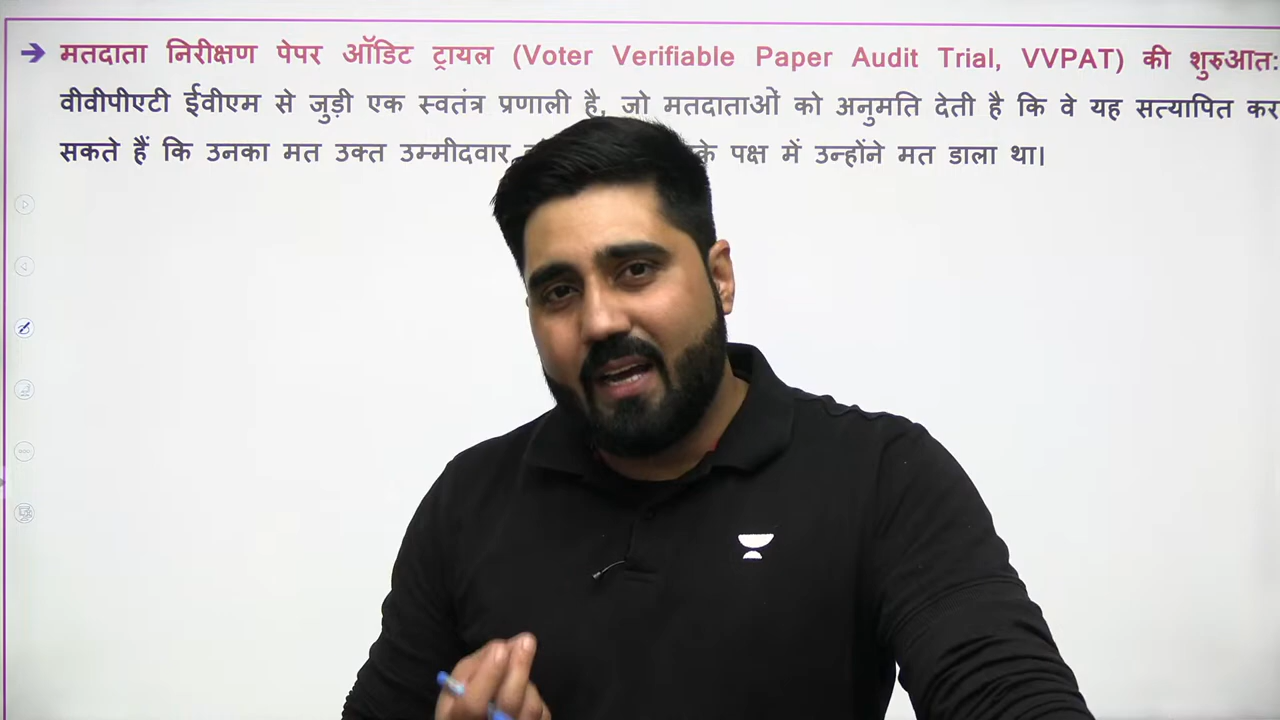 मतदाता निरीक्षण पेपर ऑडिट ट्रायल (Voter Verifiable Paper Audit Trial, VVPAT) की शुरुआत:
वीवीपीएटी ईवीएम से जुड़ी एक स्वतंत्र प्रणाली है, जो मतदाताओं को अनुमति देती है कि वे यह सत्यापित कर
सकते हैं कि उनका मत उक्त उम्मीदवार के पक्ष में उन्होंने मत डाला था।